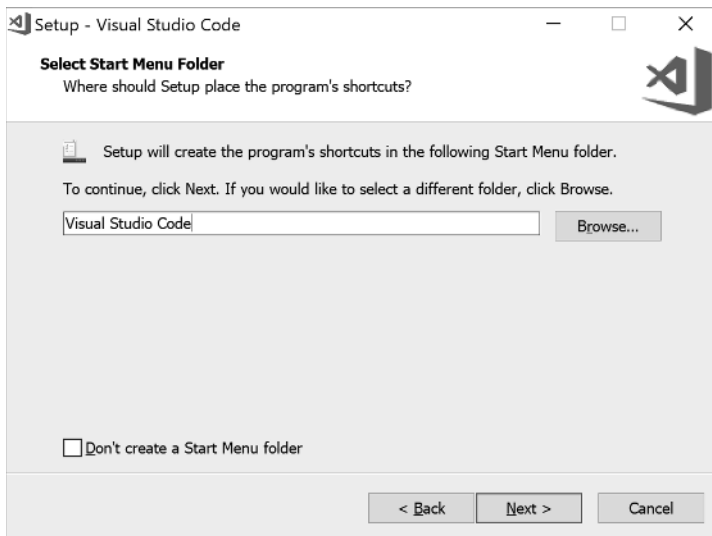 Setup - Visual Studio Code
Select Start Menu Folder
Where should Setup place the program's shortcuts?
Setup will create the program's shortcuts in the following Start Menu folder.
To continue, click Next. If you would like to select a different folder, click Browse.
Visual Studio Code
Browse...
Don't create a Start Menu folder
< Back
Next >
Cancel